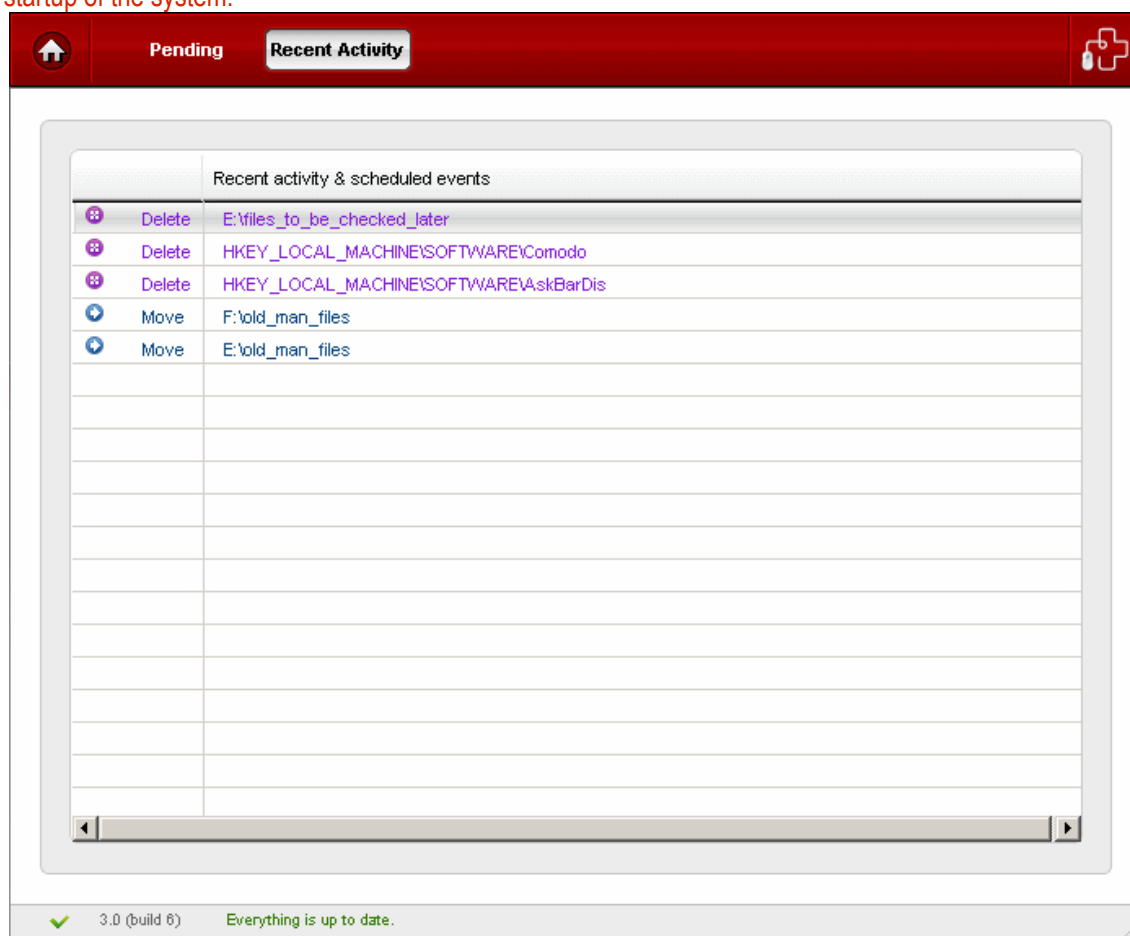 startup of the system.
Pending Recent Activity
Recent activity & scheduled events
Delete E:\files_to_be_checked_later
Delete HKEY_LOCAL_MACHINE\SOFTWARE\Comodo
Delete HKEY_LOCAL_MACHINE\SOFTWARE\AskBarDis
Move F:\old_man_files
Move E:\old_man_files
3.0 (build 6) Everything is up to date.